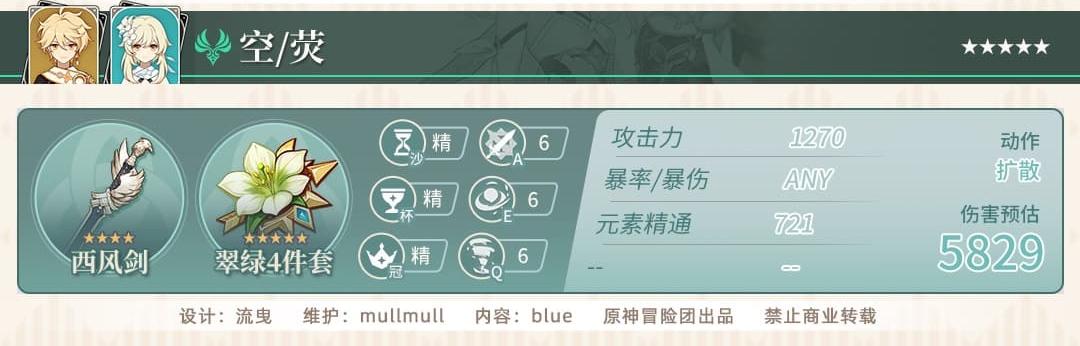 空/荧
★★★★★
西风剑
翠绿4件套
沙 精
A 6
杯 精
E 6
冠 精
Q 6
攻击力 1270
暴率/暴伤 ANY
元素精通 721
-- --
动作
扩散
伤害预估
5829
设计：流曳 维护：mullmull 内容：blue 原神冒险团出品 禁止商业转载